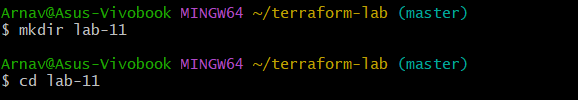 Arnav@Asus-Vivobook MINGW64 ~/terraform-lab (master)
$ mkdir lab-11
Arnav@Asus-Vivobook MINGW64 ~/terraform-lab (master)
$ cd lab-11